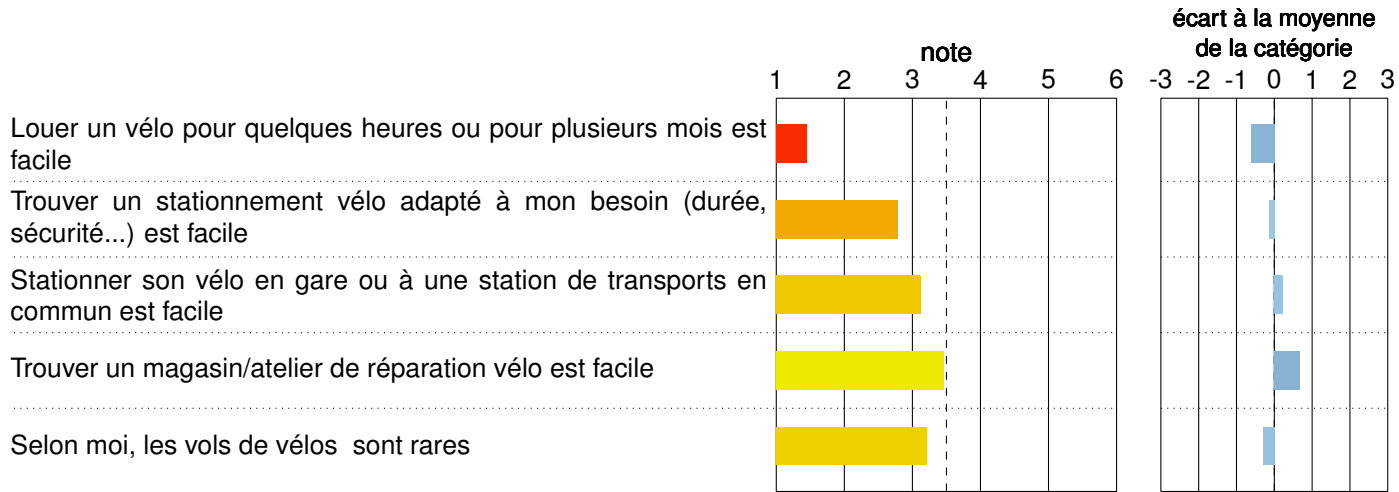 écart à la moyenne
note de la catégorie
1 2 3 4 5 6 -3 -2 -1 0 1 2 3
Louer un vélo pour quelques heures ou pour plusieurs mois est
facile
Trouver un stationnement vélo adapté à mon besoin (durée,
sécurité...) est facile
Stationner son vélo en gare ou à une station de transports en
commun est facile
Trouver un magasin/atelier de réparation vélo est facile
Selon moi, les vols de vélos sont rares